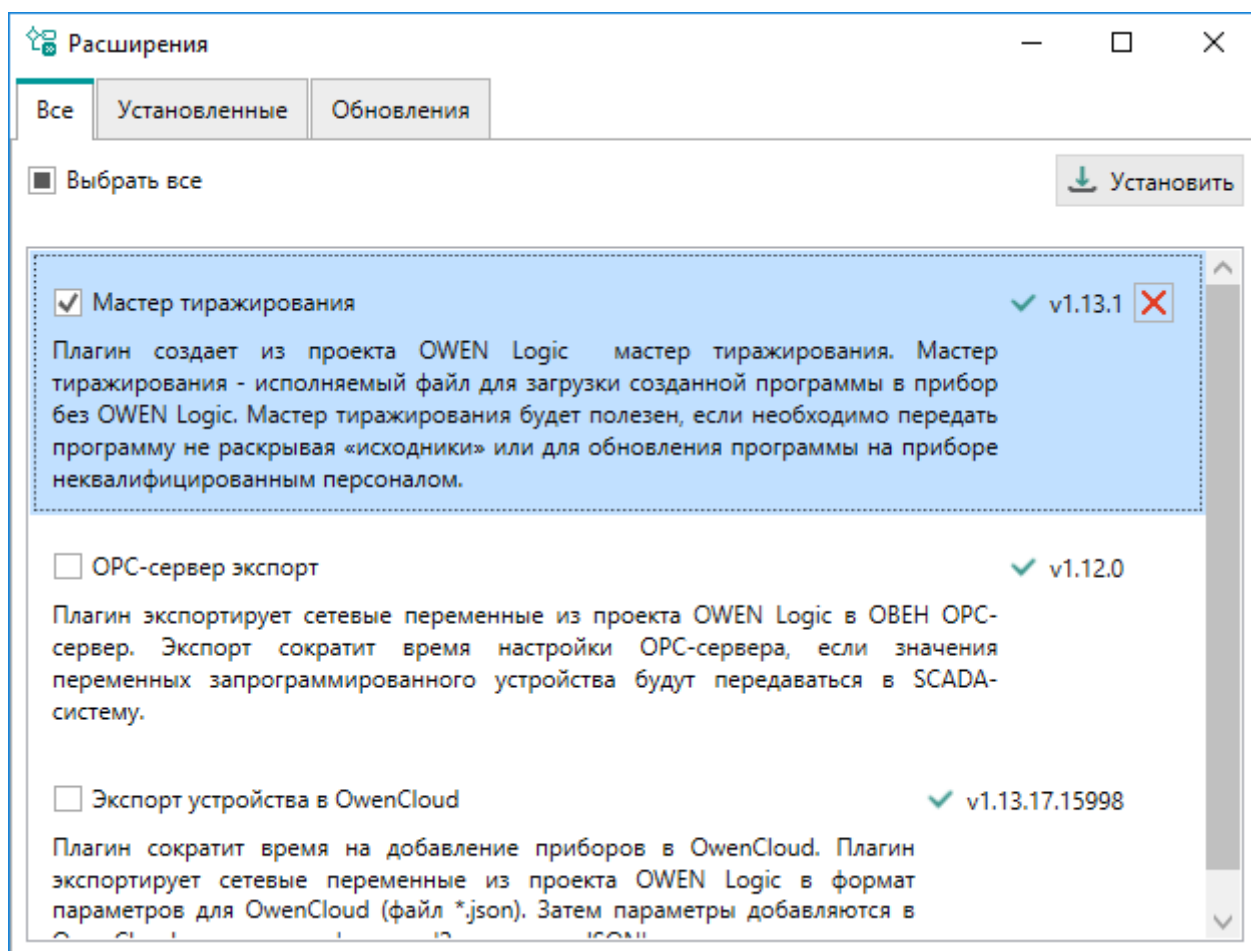 Расширения
Все
Установленные
Обновления
Выбрать все
Установить
Мастер тиражирования
v1.13.1
Плагин создает из проекта OWEN Logic мастер тиражирования. Мастер
тиражирования - исполняемый файл для загрузки созданной программы в прибор
без OWEN Logic. Мастер тиражирования будет полезен, если необходимо передать
программу не раскрывая «исходники» или для обновления программы на приборе
неквалифицированным персоналом.
OPC-сервер экспорт
v1.12.0
Плагин экспортирует сетевые переменные из проекта OWEN Logic в ОВЕН OPC-
сервер. Экспорт сократит время настройки OPC-сервера, если значения
переменных запрограммированного устройства будут передаваться в SCADA-
систему.
Экспорт устройства в OwenCloud
v1.13.17.15998
Плагин сократит время на добавление приборов в OwenCloud. Плагин
экспортирует сетевые переменные из проекта OWEN Logic в формат
параметров для OwenCloud (файл *.json). Затем параметры добавляются в